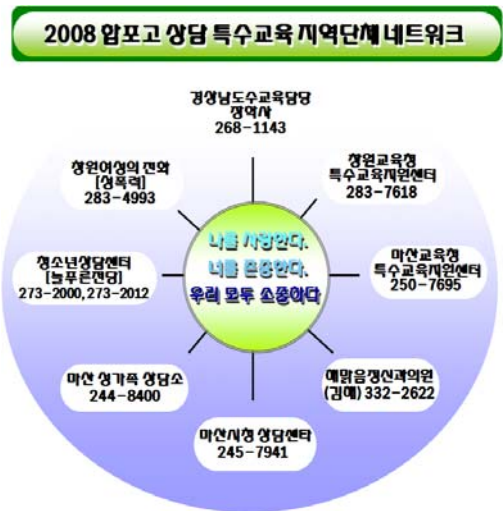 2008 합포고 상담 특수교육 지역단체 네트워크
경상남도수교육담당
장학사
268-1143
창원여성의 전화
[성폭력]
283-4993
창원교육청
특수교육지원센터
283-7618
나를 사랑한다.
너를 존중한다.
우리 모두 소중하다
청소년상담센터
[늘푸른전당]
273-2000, 273-2012
마산교육청
특수교육지원센터
250-7695
마산 성가족 상담소
244-8400
해맑음정신과의원
(김해) 332-2622
마산시청 상담센타
245-7941